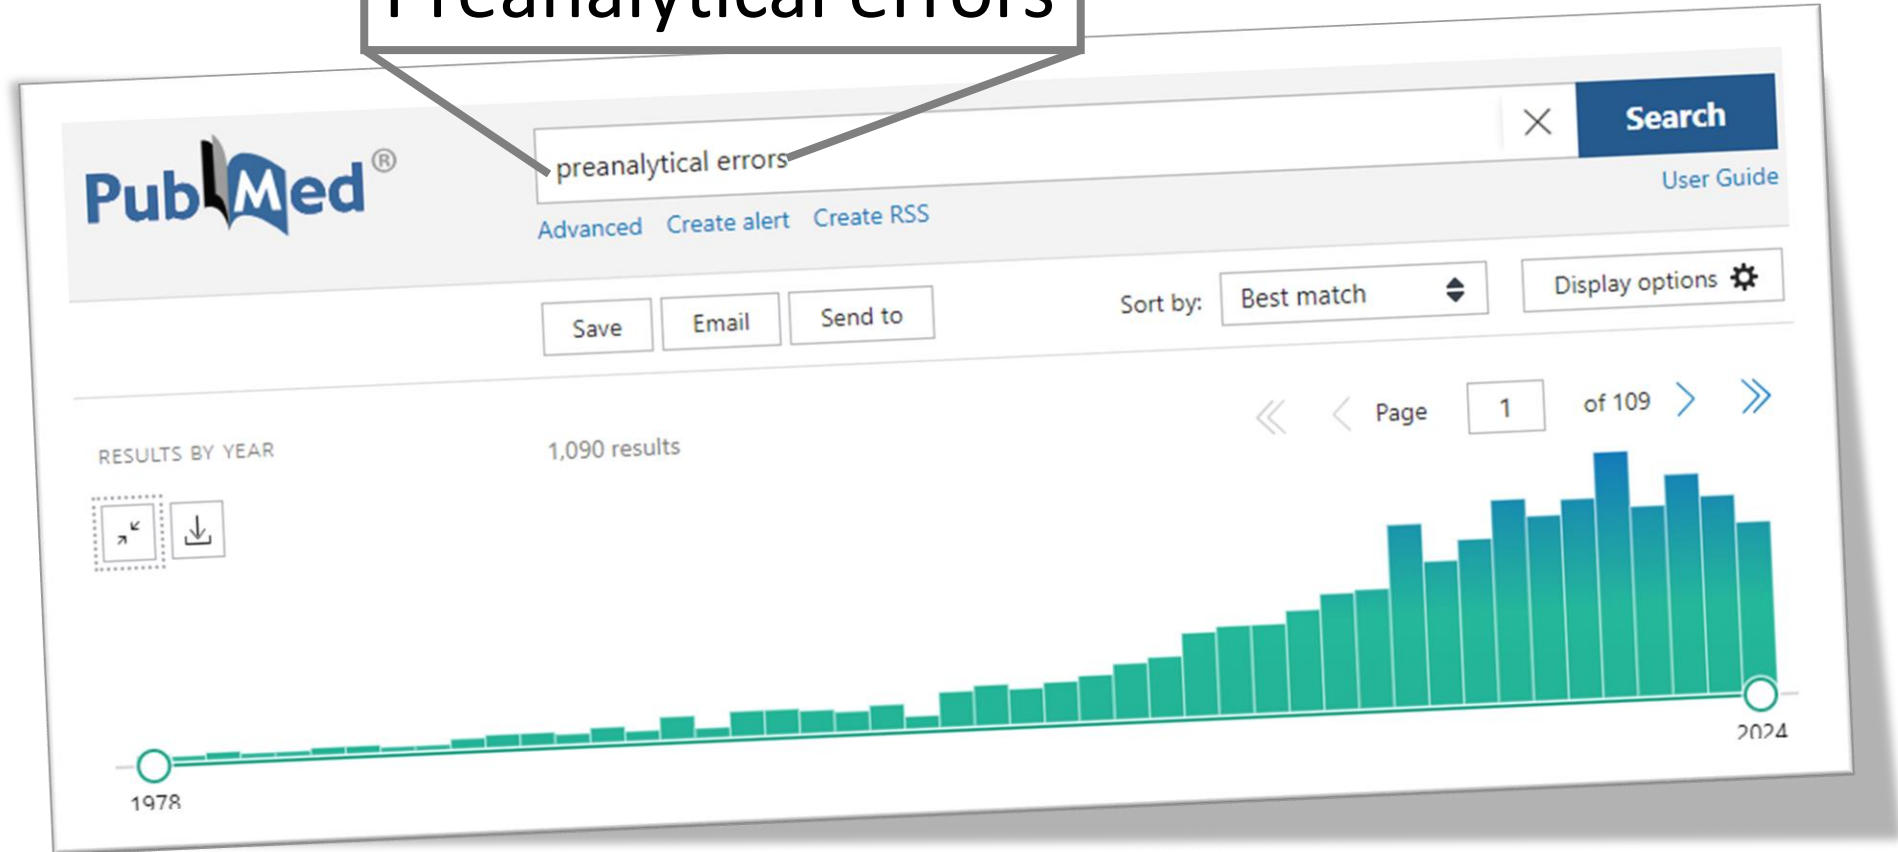 Preanalytical errors
PubMed®
preanalytical errors
Search
User Guide
Advanced Create alert Create RSS
Save Email Send to
Sort by: Best match
Display options
Page 1 of 109
RESULTS BY YEAR
1,090 results
1978
2024